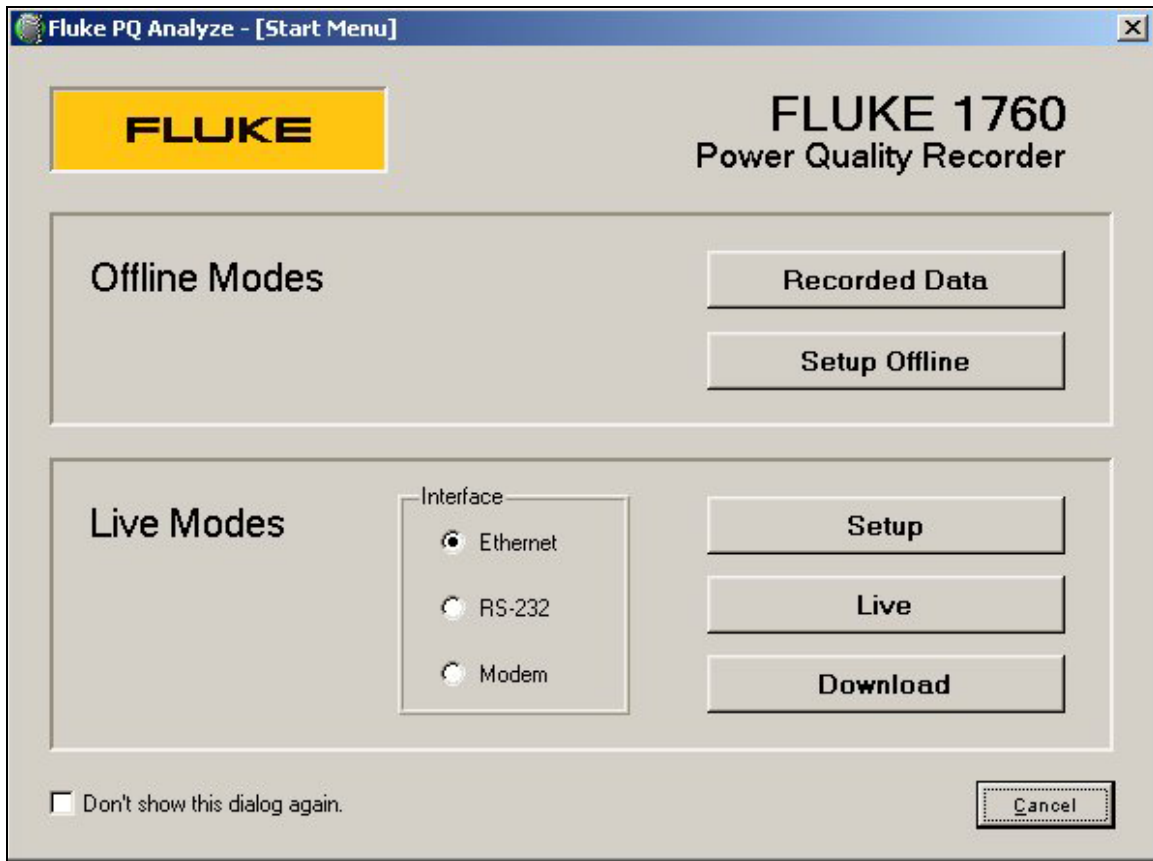 Fluke PQ Analyze - [Start Menu]
FLUKE
FLUKE 1760
Power Quality Recorder
Offline Modes
Recorded Data
Setup Offline
Live Modes
Interface
Ethernet
RS-232
Modem
Setup
Live
Download
Don't show this dialog again.
Cancel